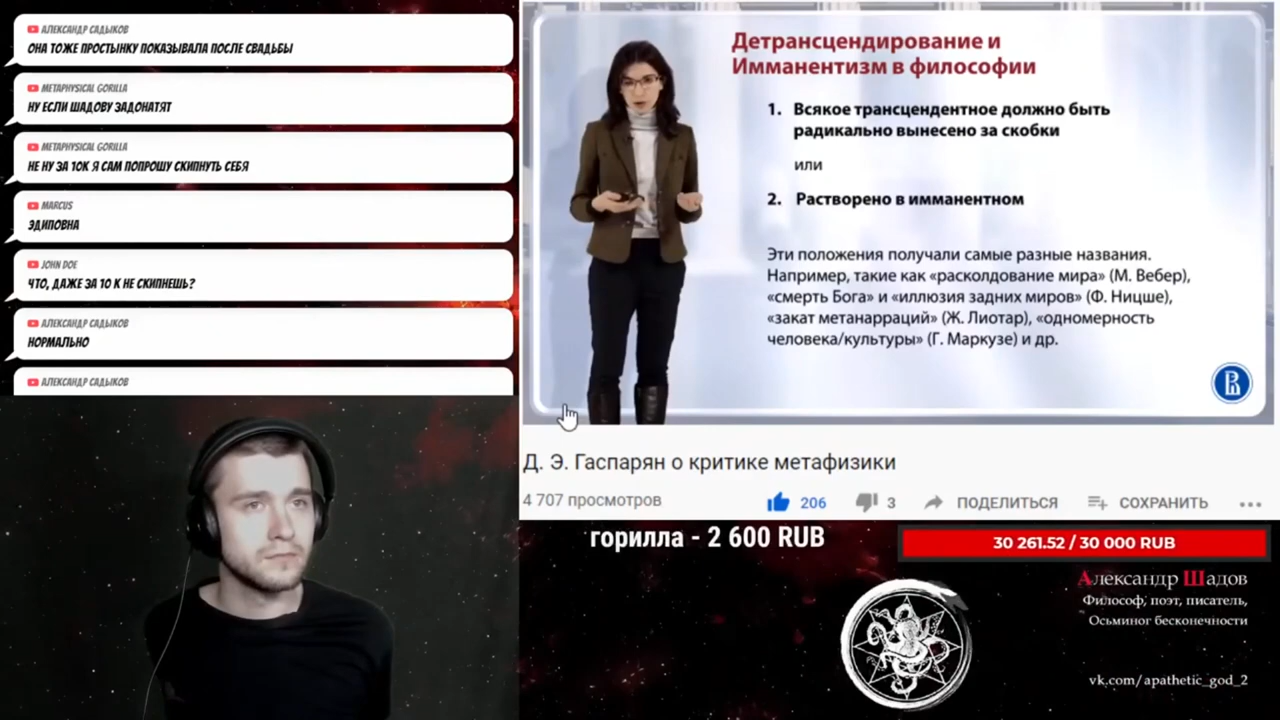 АЛЕКСАНДР САДЫКОВ
ОНА ТОЖЕ ПРОСТЫНКУ ПОКАЗЫВАЛА ПОСЛЕ СВАДЬБЫ
METAPHYSICAL GORILLA
НУ ЕСЛИ ШАДОВУ ЗАДОНАТЯТ
METAPHYSICAL GORILLA
НЕ НУ ЗА 10К Я САМ ПОПРОШУ СКИПНУТЬ СЕБЯ
MARCUS
ЭДИПОВНА
JOHN DOE
ЧТО, ДАЖЕ ЗА 10 К НЕ СКИПНЕШЬ?
АЛЕКСАНДР САДЫКОВ
НОРМАЛЬНО
АЛЕКСАНДР САДЫКОВ
Детрансцендирование и
Имманентизм в философии
1. Всякое трансцендентное должно быть
радикально вынесено за скобки
или
2. Растворено в имманентном
Эти положения получали самые разные названия.
Например, такие как «расколдование мира» (М. Вебер),
«смерть Бога» и «иллюзия задних миров» (Ф. Ницше),
«закат метанарраций» (Ж. Лиотар), «одномерность
человека/культуры» (Г. Маркузе) и др.
Д. Э. Гаспарян о критике метафизики
4 707 просмотров
206
3
ПОДЕЛИТЬСЯ
СОХРАНИТЬ
горилла - 2 600 RUB
30 261.52 / 30 000 RUB
Александр Шадов
Философ, поэт, писатель,
Осьминог бесконечности
vk.com/apathetic_god_2